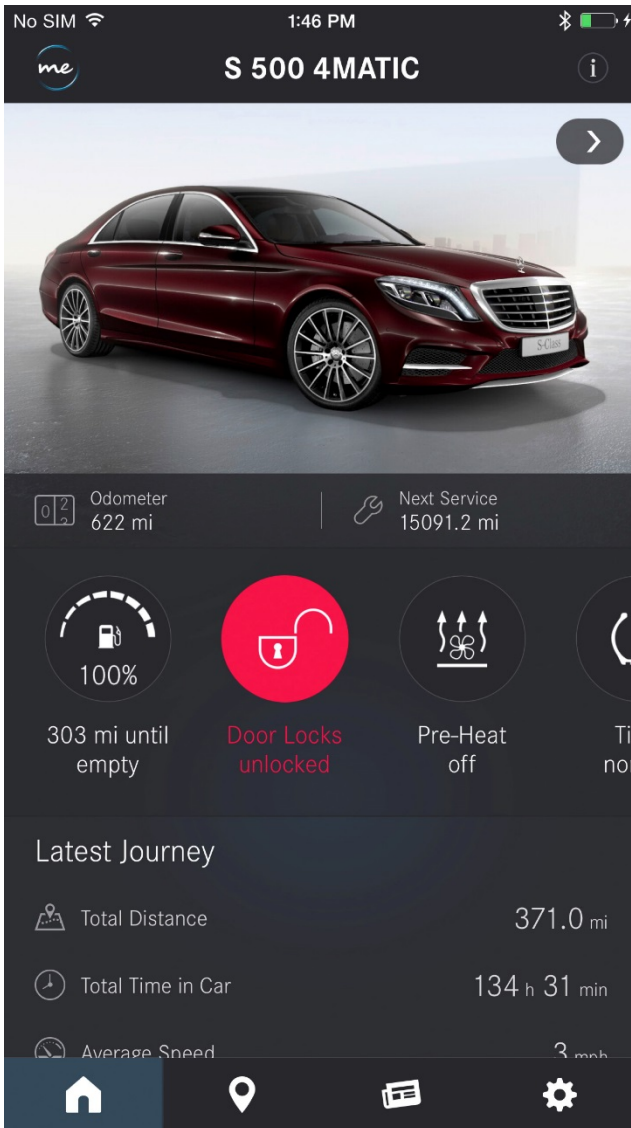 No SIM 1:46 PM
me S 500 4MATIC i
S-Class
Odometer
622 mi
Next Service
15091.2 mi
100%
303 mi until
empty
Door Locks
unlocked
Pre-Heat
off
Latest Journey
Total Distance 371.0 mi
Total Time in Car 134 h 31 min
Average Speed 3 mph